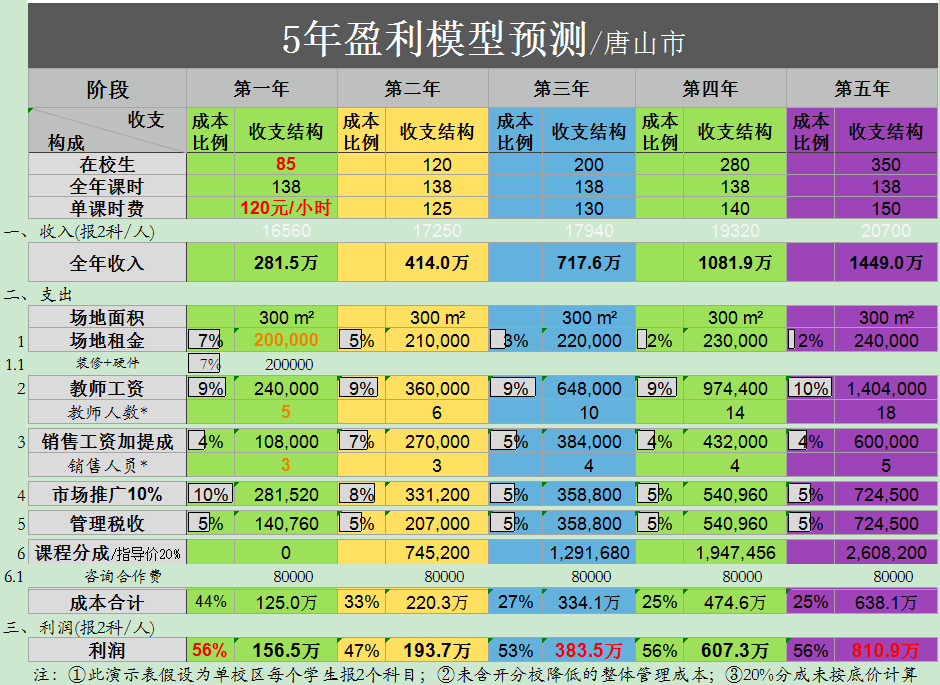 5年盈利模型预测/唐山市
阶段 第一年 第二年 第三年 第四年 第五年
收支 构成 成本比例 收支结构 成本比例 收支结构 成本比例 收支结构 成本比例 收支结构 成本比例 收支结构
在校生 85 120 200 280 350
全年课时 138 138 138 138 138
单课时费 120元/小时 125 130 140 150
一、 收入(报2科/人) 16560 17250 17940 19320 20700
全年收入 281.5万 414.0万 717.6万 1081.9万 1449.0万
二、支出
场地面积 300 m² 300 m² 300 m² 300 m² 300 m²
1 场地租金 7% 200,000 5% 210,000 3% 220,000 2% 230,000 2% 240,000
1.1 装修+硬件 7% 200000
2 教师工资 9% 240,000 9% 360,000 9% 648,000 9% 974,400 10% 1,404,000
教师人数* 5 6 10 14 18
3 销售工资加提成 4% 108,000 7% 270,000 5% 384,000 4% 432,000 4% 600,000
销售人员* 3 3 4 4 5
4 市场推广10% 10% 281,520 8% 331,200 5% 358,800 5% 540,960 5% 724,500
5 管理税收 5% 140,760 5% 207,000 5% 358,800 5% 540,960 5% 724,500
6 课程分成/指导价20% 0 745,200 1,291,680 1,947,456 2,608,200
6.1 咨询合作费 80000 80000 80000 80000 80000
成本合计 44% 125.0万 33% 220.3万 27% 334.1万 25% 474.6万 25% 638.1万
三、利润(报2科/人)
利润 56% 156.5万 47% 193.7万 53% 383.5万 56% 607.3万 56% 810.9万
注：①此演示表假设为单校区每个学生报2个科目；②未含开分校降低的整体管理成本；③20%分成未按底价计算